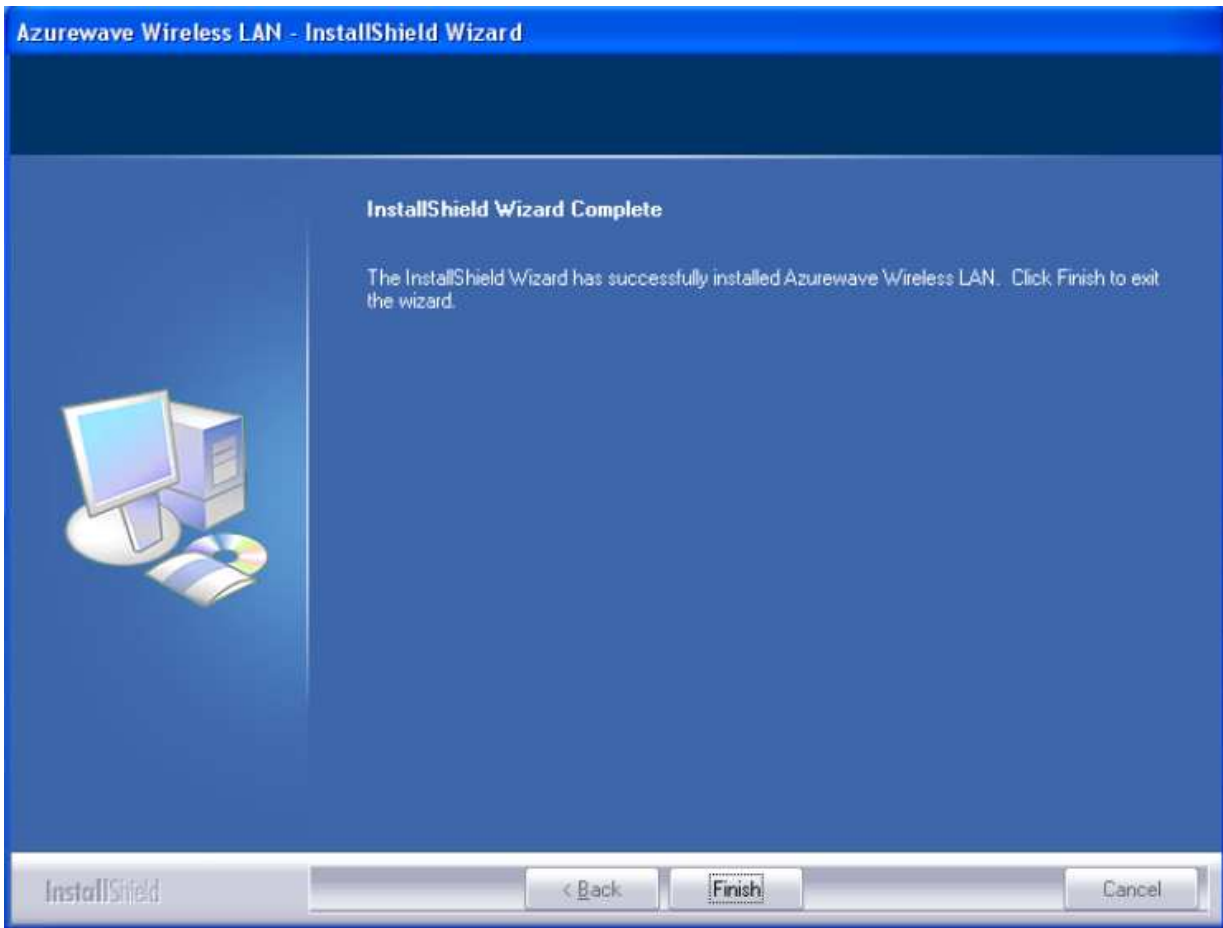 Azurewave Wireless LAN - InstallShield Wizard
InstallShield Wizard Complete
The InstallShield Wizard has successfully installed Azurewave Wireless LAN.  Click Finish to exit
the wizard.
InstallShield
< Back
Finish
Cancel